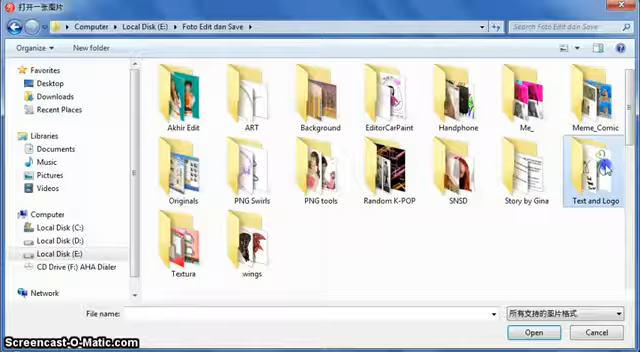 打开一张图片
Computer Local Disk (E:) Foto Edit dan Save
Search Foto Edit dan Save
Organize New folder
Favorites
Desktop
Downloads
Recent Places
Libraries
Documents
Music
Pictures
Videos
Computer
Local Disk (C:)
Local Disk (D:)
Local Disk (E:)
CD Drive (F:) AHA Dialer
Network
Akhir Edit ART Background EditorCarPaint Handphone Me_ Meme_Comic
Originals PNG Swirls PNG tools Random K-POP SNSD Story by Gina Text and Logo
Textura wings
File name: 所有支持的图片格式
Open Cancel
Screencast-O-Matic.com